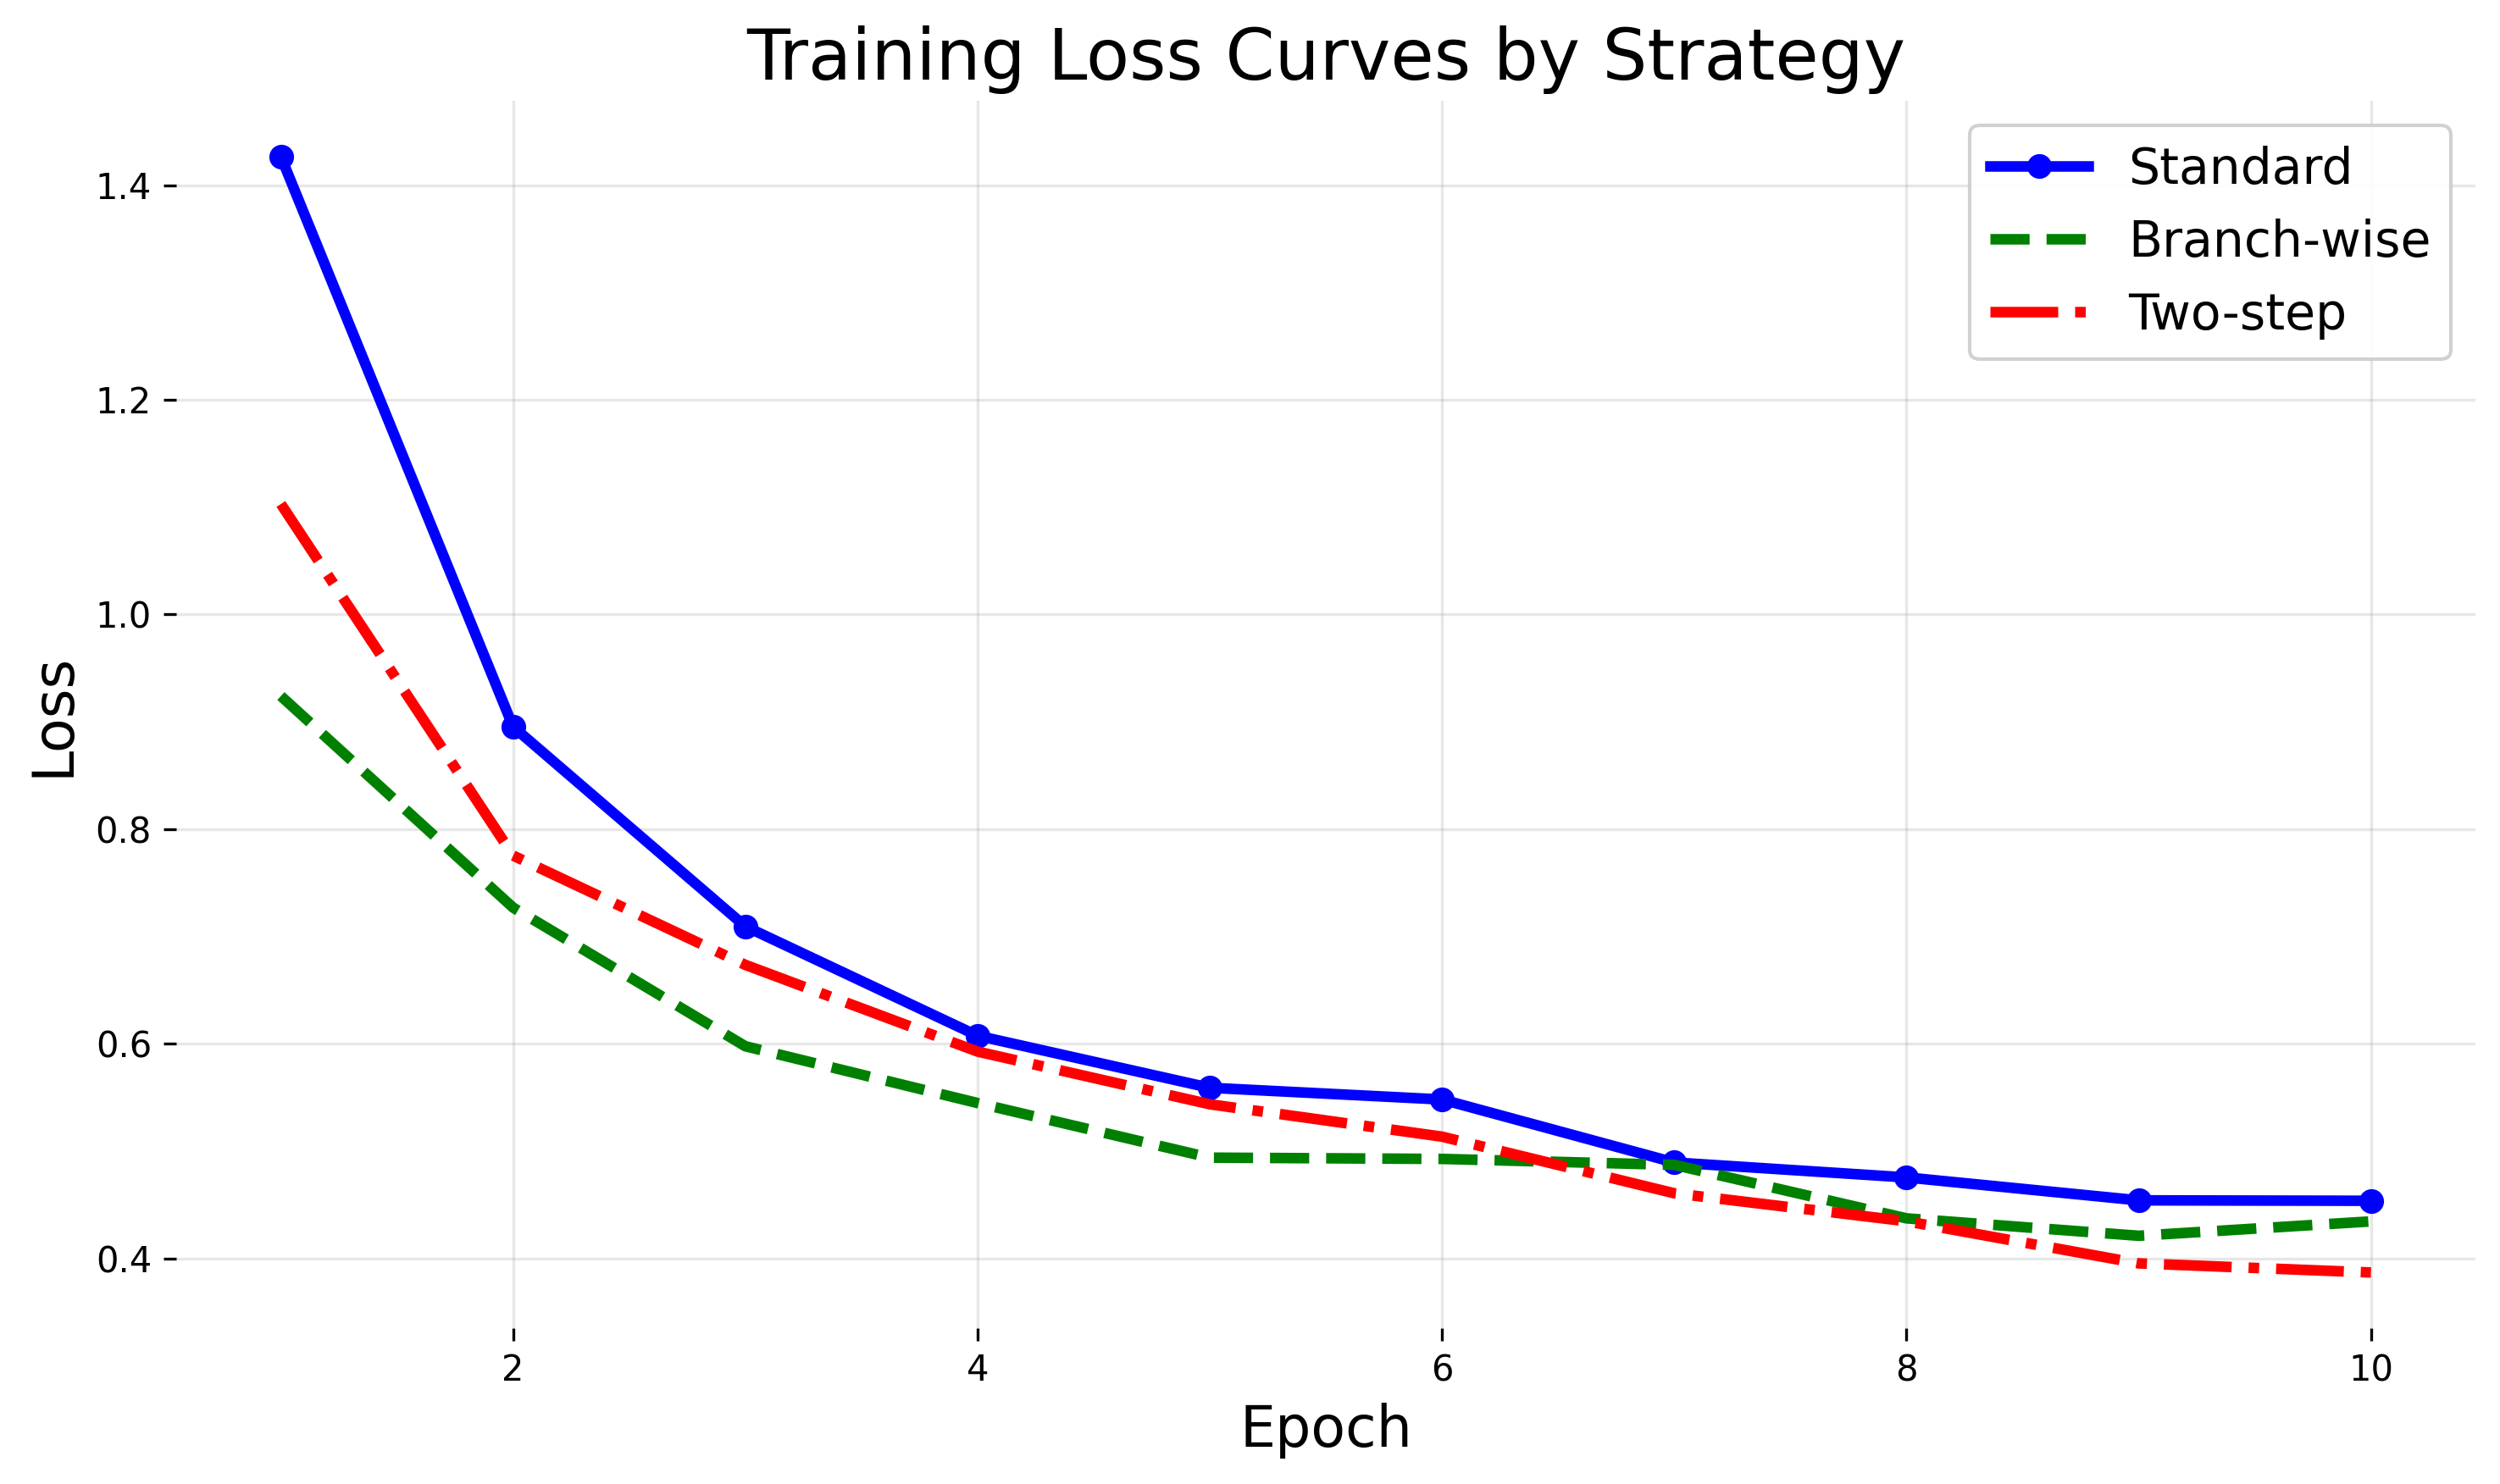 Training Loss Curves by Strategy
Standard
Branch-wise
Two-step
1.4
1.2
1.0
0.8
0.6
0.4
Loss
2 4 6 8 10
Epoch